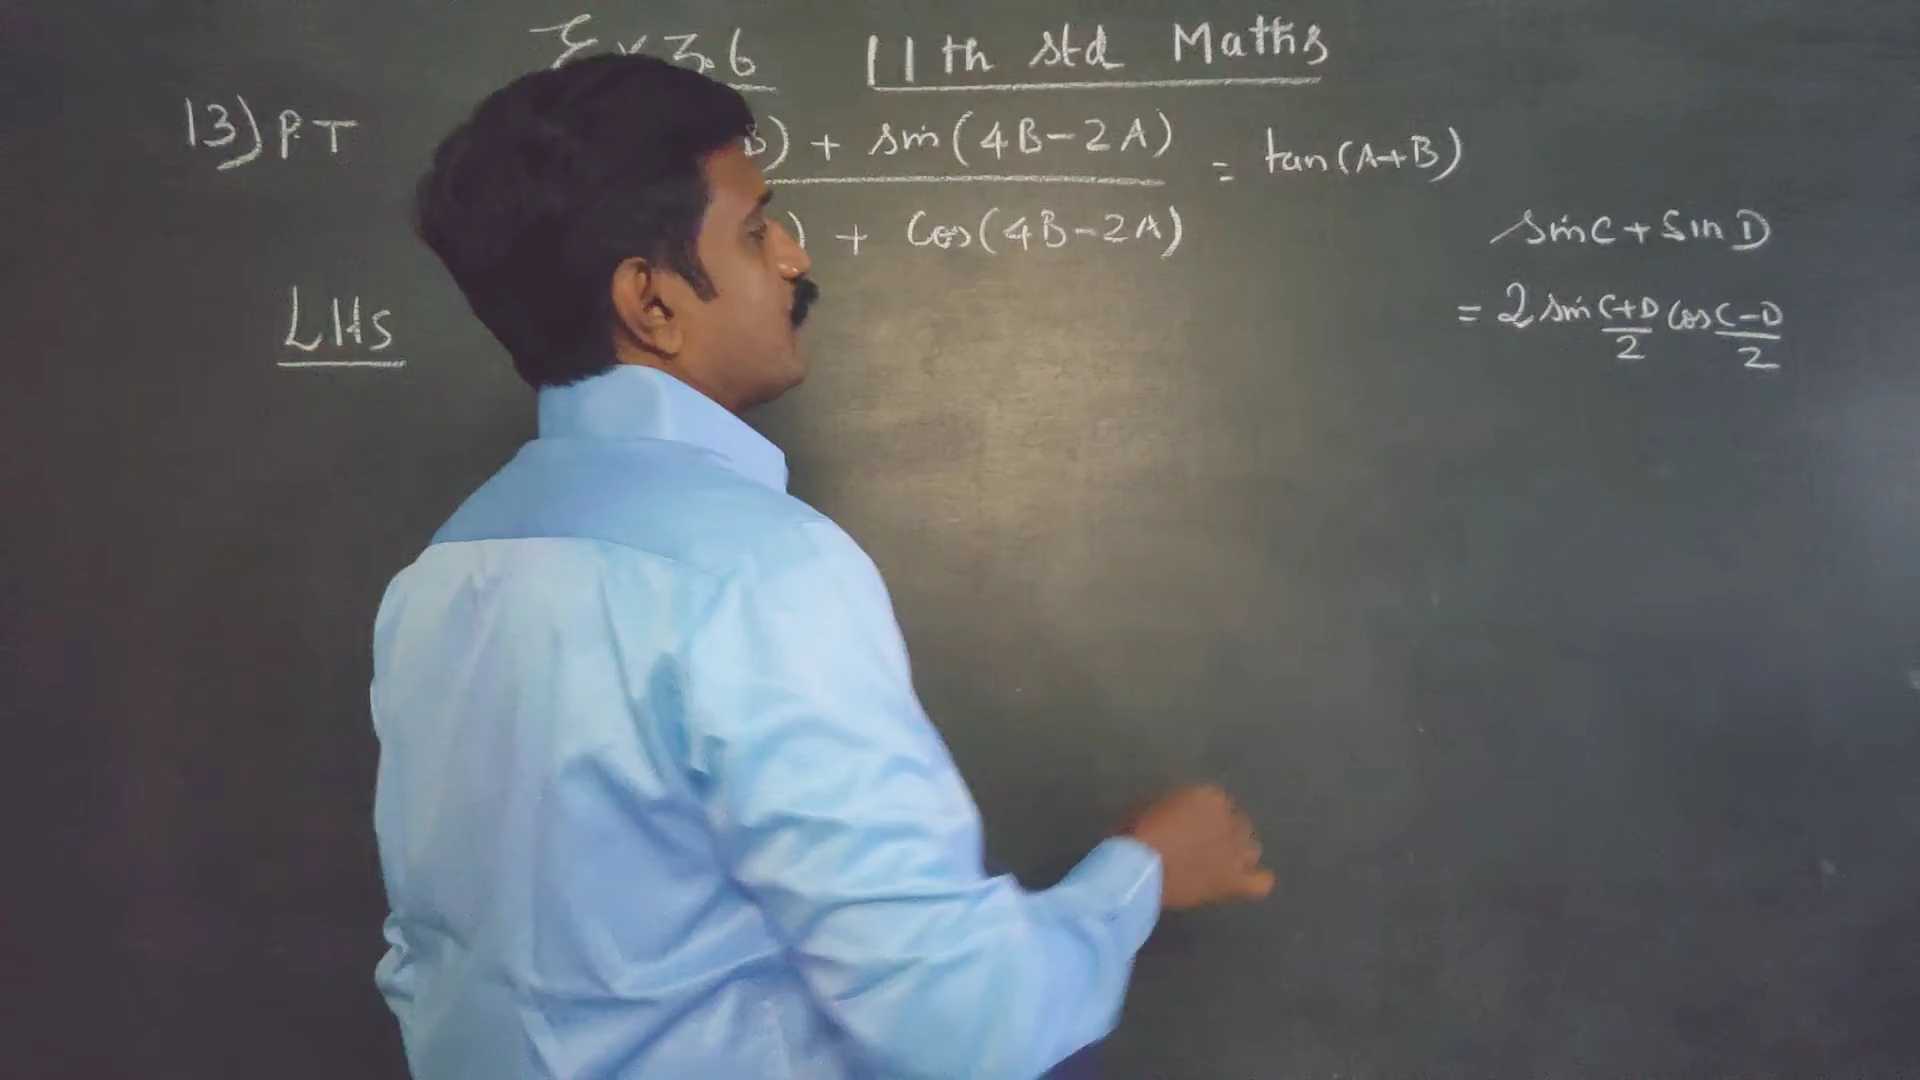 Ex 3.6 11th std Maths
13) P.T B) + sin(4B-2A) = tan(A+B)
) + Cos(4B-2A)
sinC + sin D
= 2 sin C+D/2 cos C-D/2
LHS